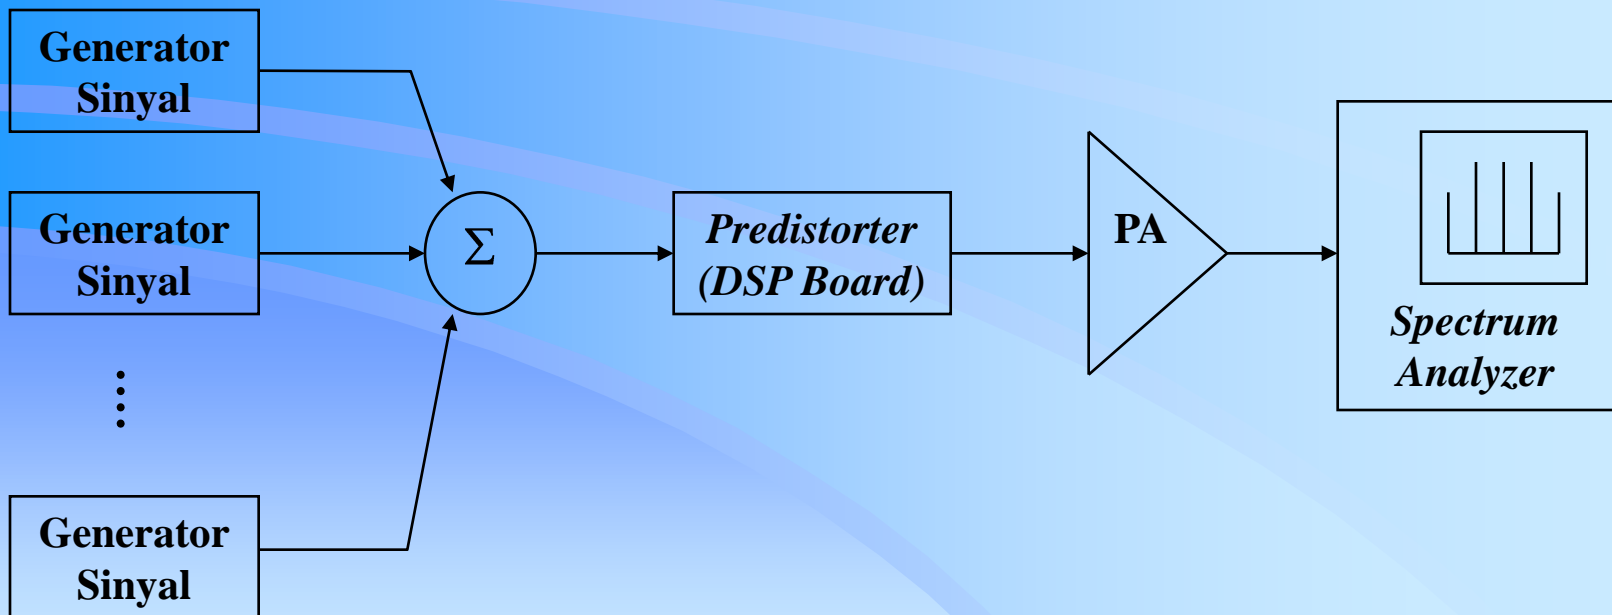 Generator
Sinyal
Generator
Sinyal
Generator
Sinyal
Σ
Predistorter
(DSP Board)
PA
Spectrum
Analyzer